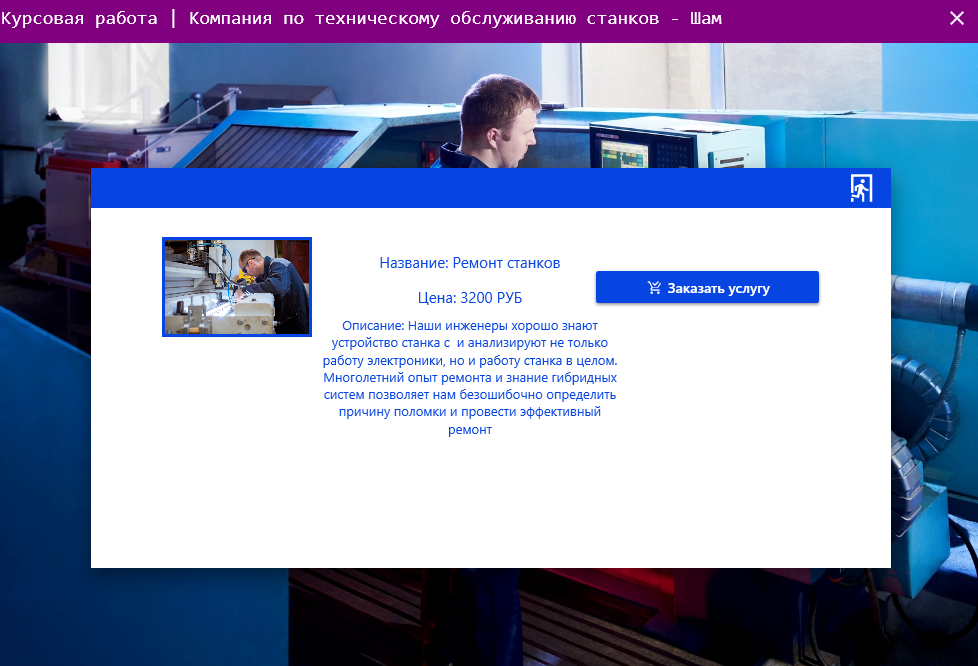 Курсовая работа | Компания по техническому обслуживанию станков - Шам
Название: Ремонт станков
Заказать услугу
Цена: 3200 РУБ
Описание: Наши инженеры хорошо знают
устройство станка с  и анализируют не только
работу электроники, но и работу станка в целом.
Многолетний опыт ремонта и знание гибридных
систем позволяет нам безошибочно определить
причину поломки и провести эффективный
ремонт